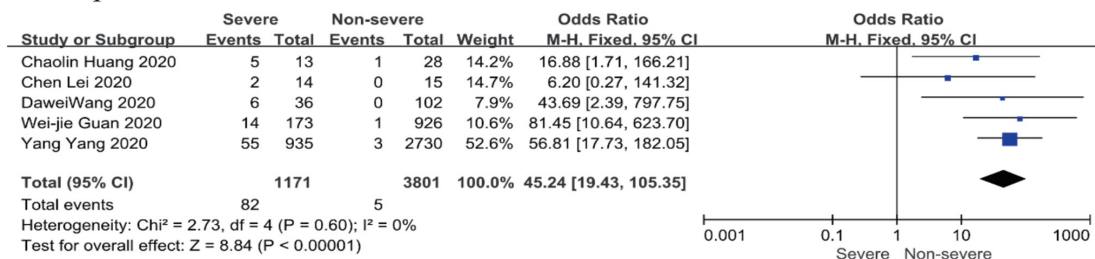 Severe Non-severe Odds Ratio Odds Ratio
Study or Subgroup Events Total Events Total Weight M-H, Fixed, 95% CI M-H, Fixed, 95% CI
Chaolin Huang 2020 5 13 1 28 14.2% 16.88 [1.71, 166.21]
Chen Lei 2020 2 14 0 15 14.7% 6.20 [0.27, 141.32]
DaweiWang 2020 6 36 0 102 7.9% 43.69 [2.39, 797.75]
Wei-jie Guan 2020 14 173 1 926 10.6% 81.45 [10.64, 623.70]
Yang Yang 2020 55 935 3 2730 52.6% 56.81 [17.73, 182.05]
Total (95% CI) 1171 3801 100.0% 45.24 [19.43, 105.35]
Total events 82 5
Heterogeneity: Chi² = 2.73, df = 4 (P = 0.60); I² = 0%
Test for overall effect: Z = 8.84 (P < 0.00001)
0.001 0.1 1 10 1000
Severe Non-severe